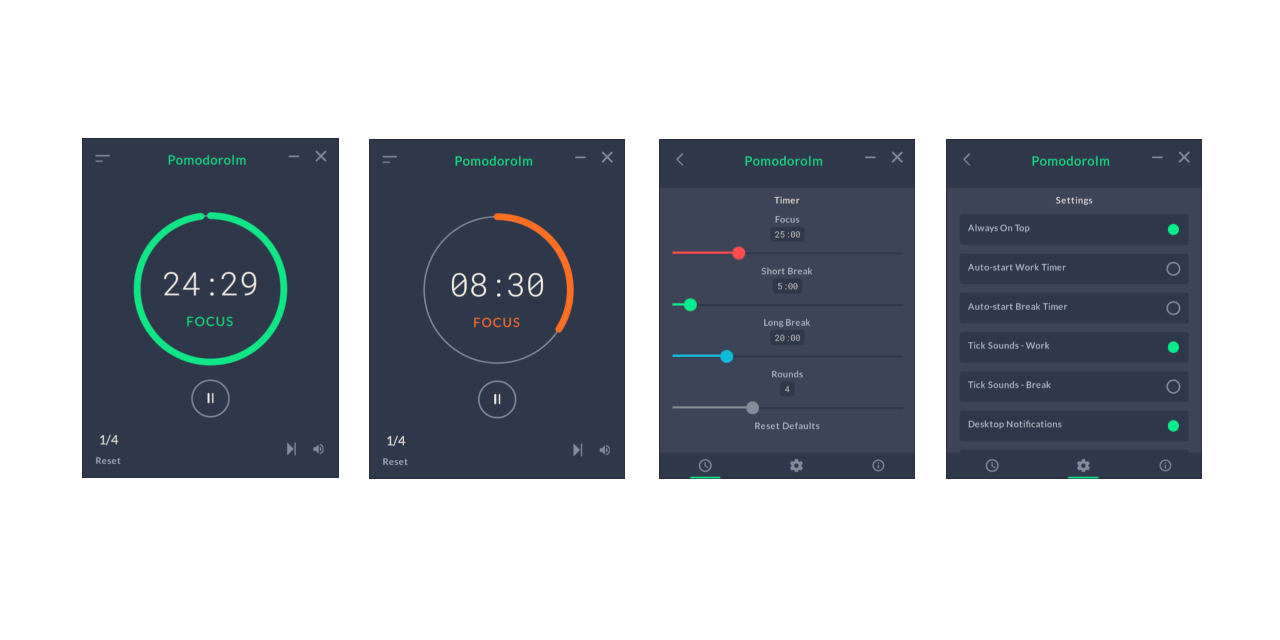 Pomodorolm
24:29
FOCUS
1/4
Reset
Pomodorolm
08:30
FOCUS
1/4
Reset
Pomodorolm
Timer
Focus
25:00
Short Break
5:00
Long Break
20:00
Rounds
4
Reset Defaults
Pomodorolm
Settings
Always On Top
Auto-start Work Timer
Auto-start Break Timer
Tick Sounds - Work
Tick Sounds - Break
Desktop Notifications